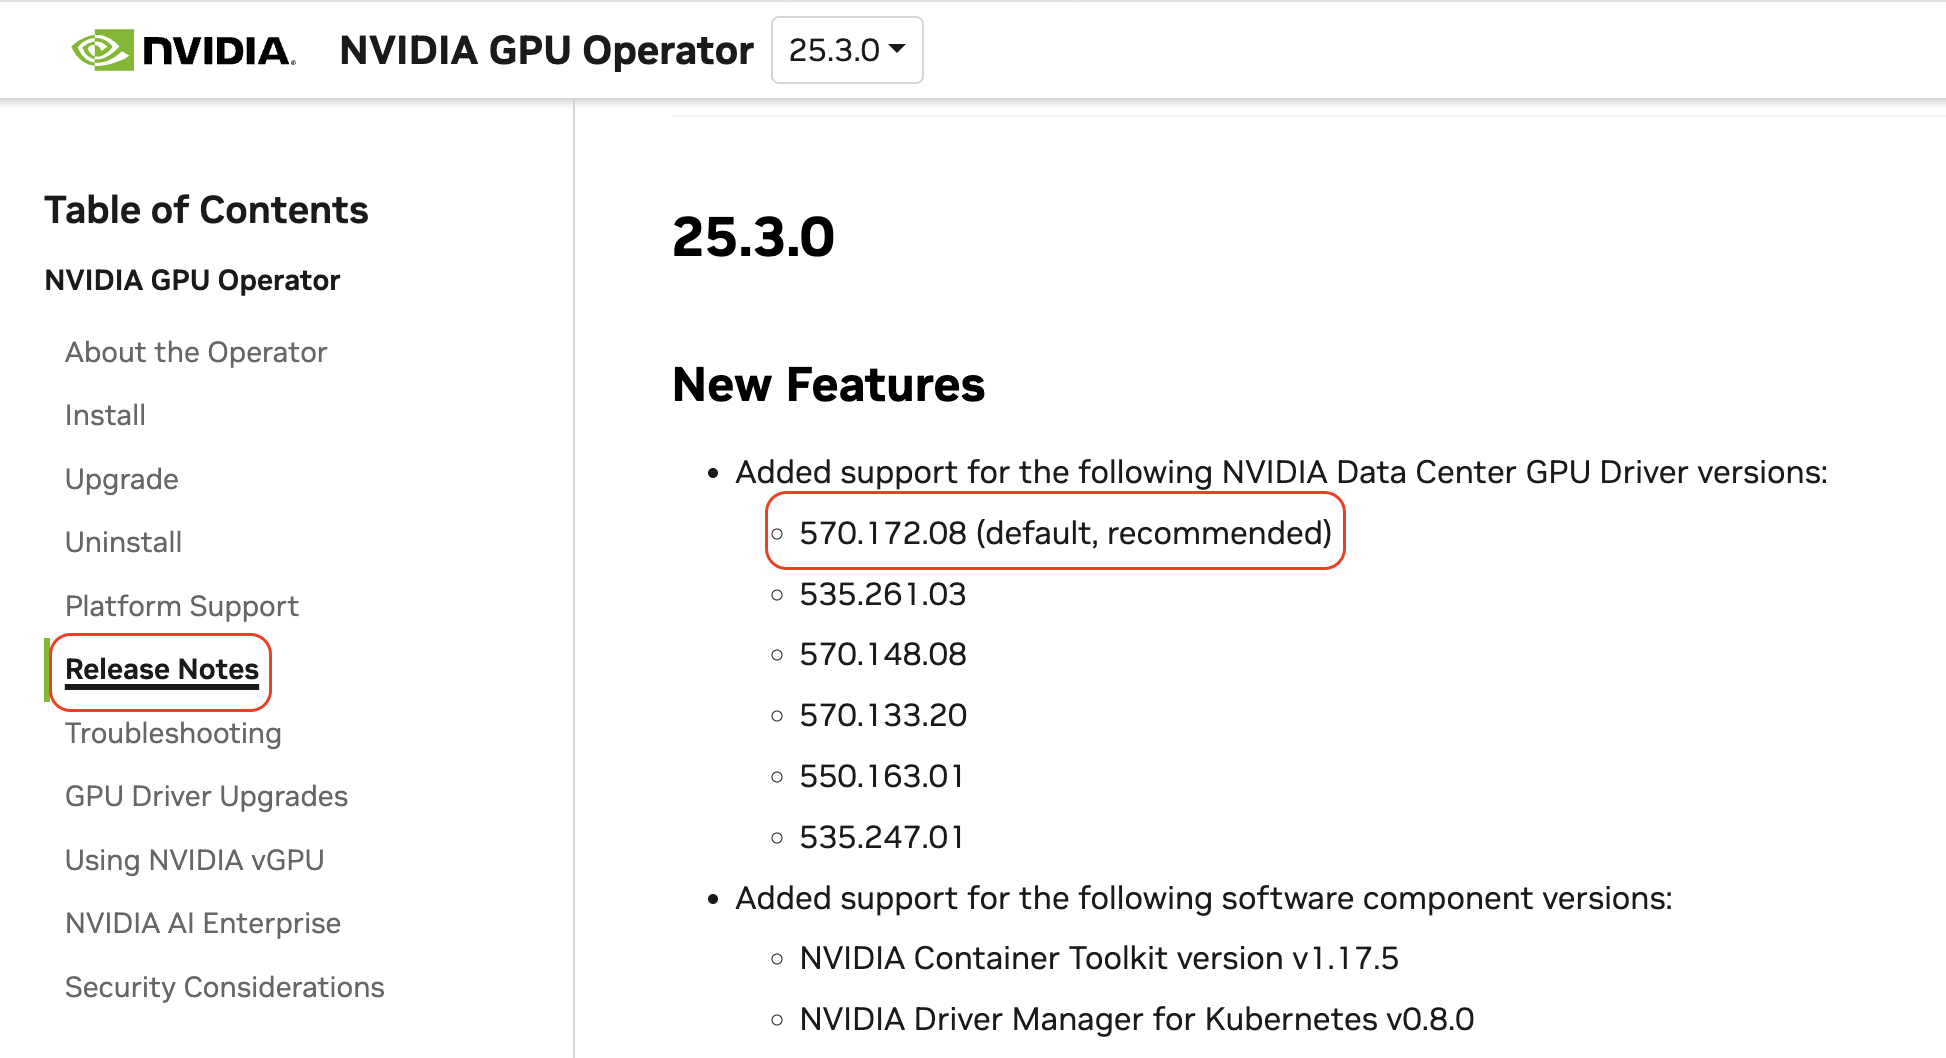 NVIDIA
NVIDIA GPU Operator
25.3.0
Table of Contents
NVIDIA GPU Operator
About the Operator
Install
Upgrade
Uninstall
Platform Support
Release Notes
Troubleshooting
GPU Driver Upgrades
Using NVIDIA vGPU
NVIDIA AI Enterprise
Security Considerations
25.3.0
New Features
• Added support for the following NVIDIA Data Center GPU Driver versions:
◦ 570.172.08 (default, recommended)
◦ 535.261.03
◦ 570.148.08
◦ 570.133.20
◦ 550.163.01
◦ 535.247.01
• Added support for the following software component versions:
◦ NVIDIA Container Toolkit version v1.17.5
◦ NVIDIA Driver Manager for Kubernetes v0.8.0